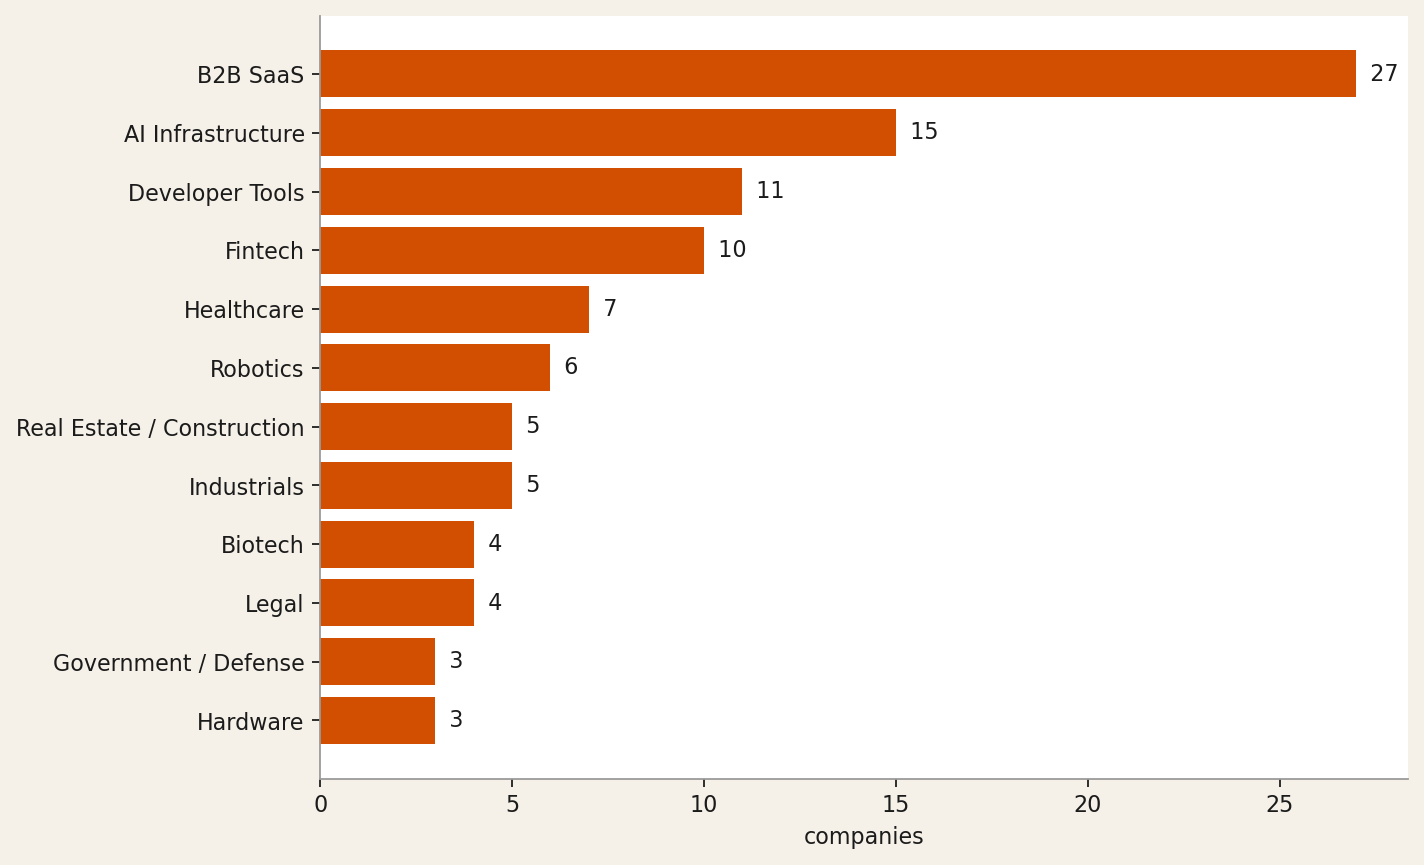 B2B SaaS 27
AI Infrastructure 15
Developer Tools 11
Fintech 10
Healthcare 7
Robotics 6
Real Estate / Construction 5
Industrials 5
Biotech 4
Legal 4
Government / Defense 3
Hardware 3
0 5 10 15 20 25
companies